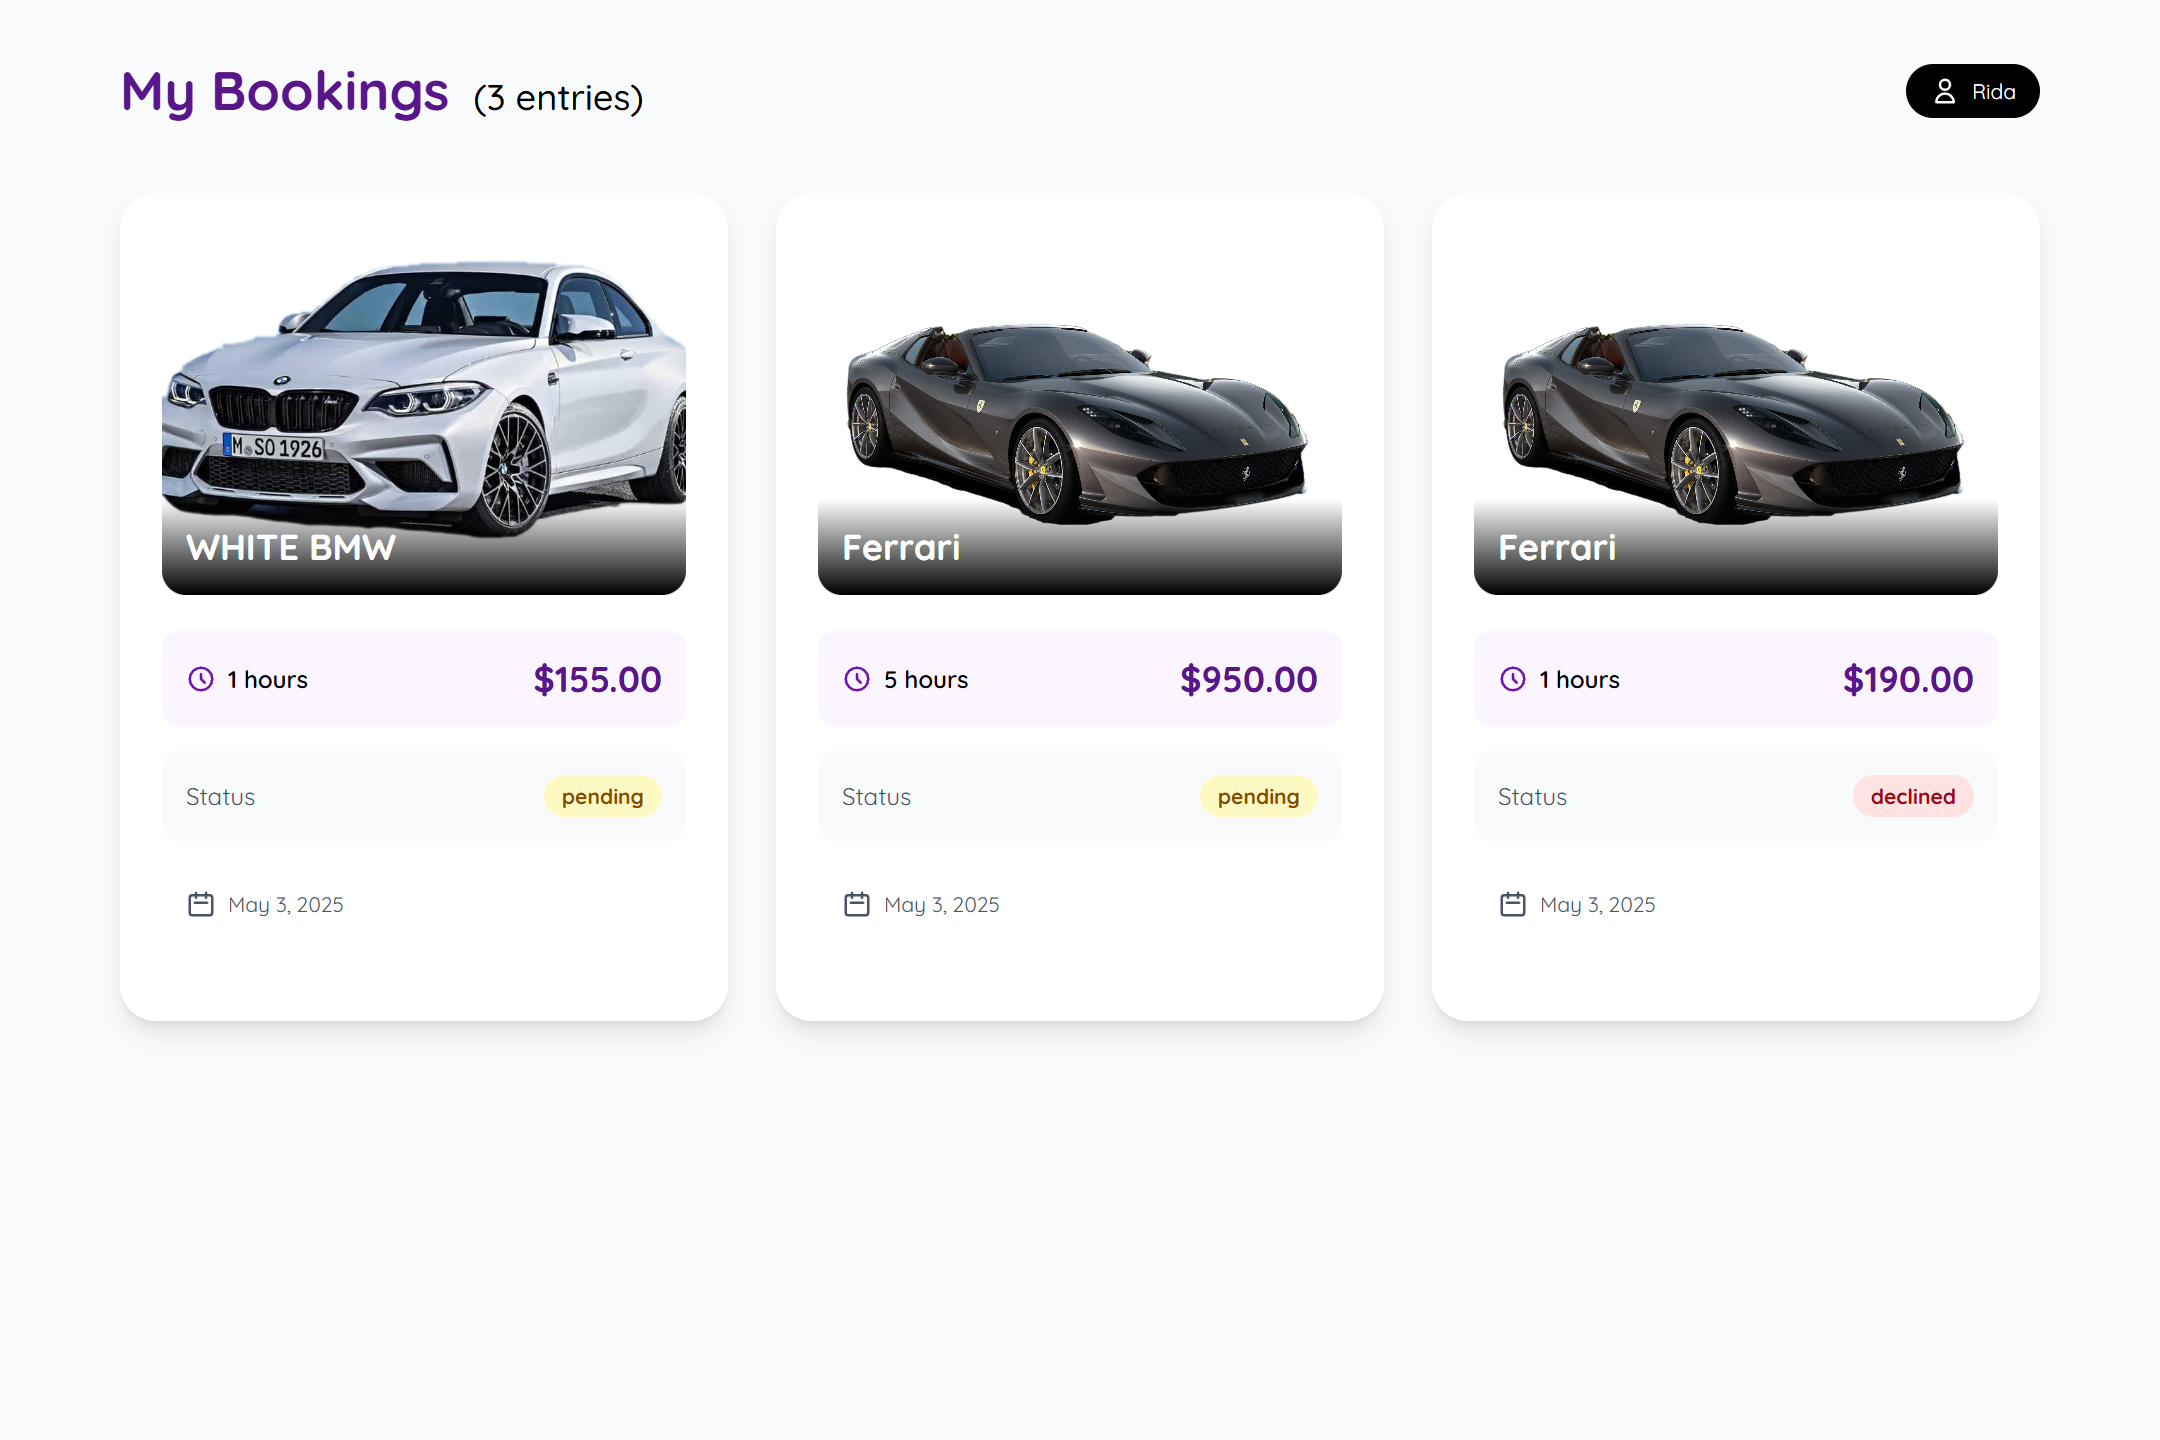 My Bookings (3 entries)
Rida
M SO 1926
WHITE BMW
1 hours $155.00
Status pending
May 3, 2025
Ferrari
5 hours $950.00
Status pending
May 3, 2025
Ferrari
1 hours $190.00
Status declined
May 3, 2025